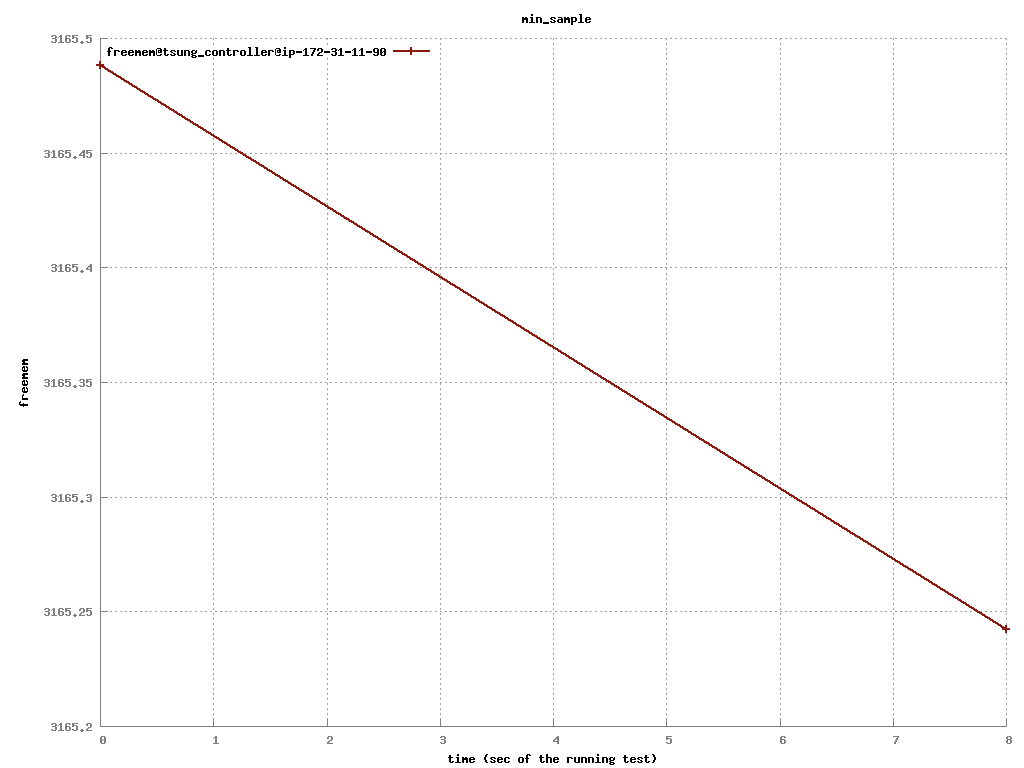 min_sample
freemem@tsung_controller@ip-172-31-11-90
3165.5
3165.45
3165.4
3165.35
3165.3
3165.25
3165.2
freemem
0 1 2 3 4 5 6 7 8
time (sec of the running test)